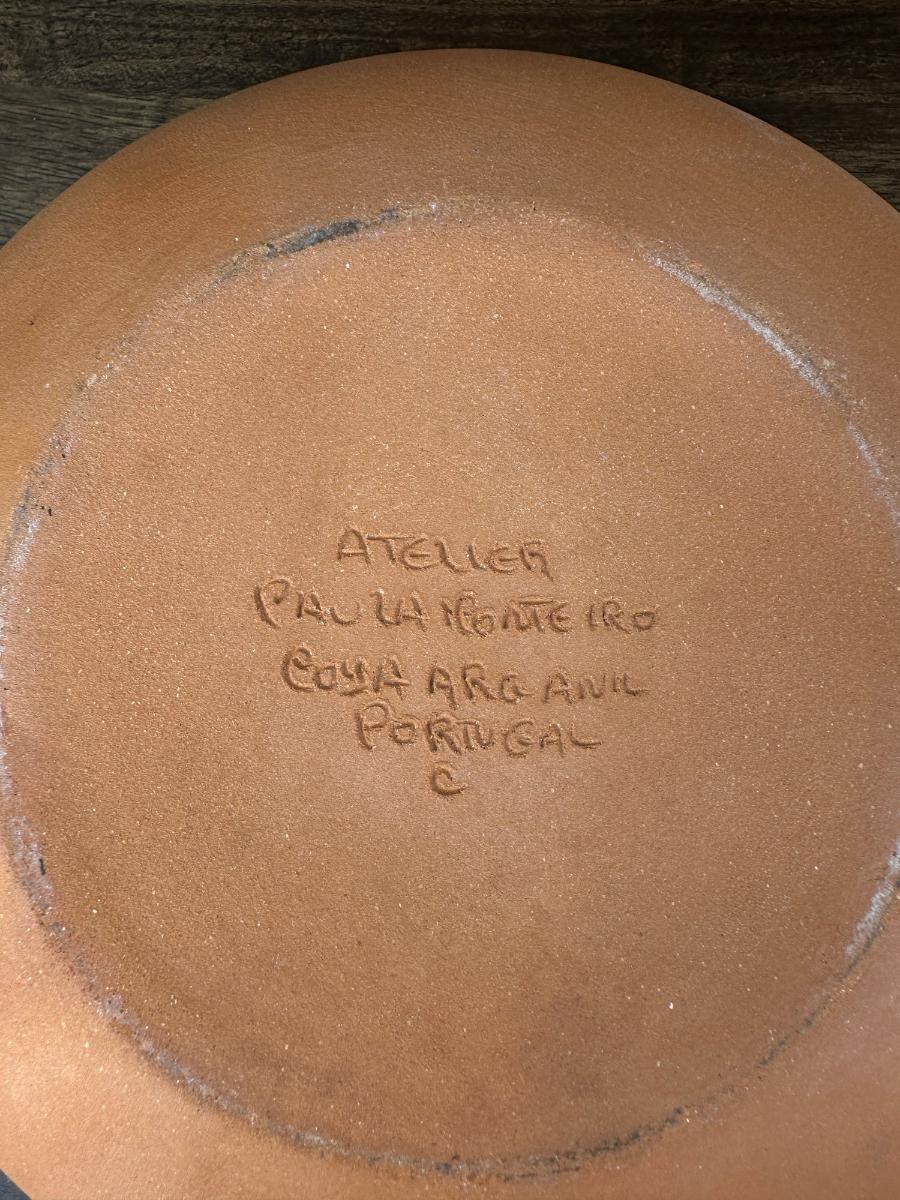 ATELIER
PAULA MONTEIRO
COJA ARGANIL
PORTUGAL
C